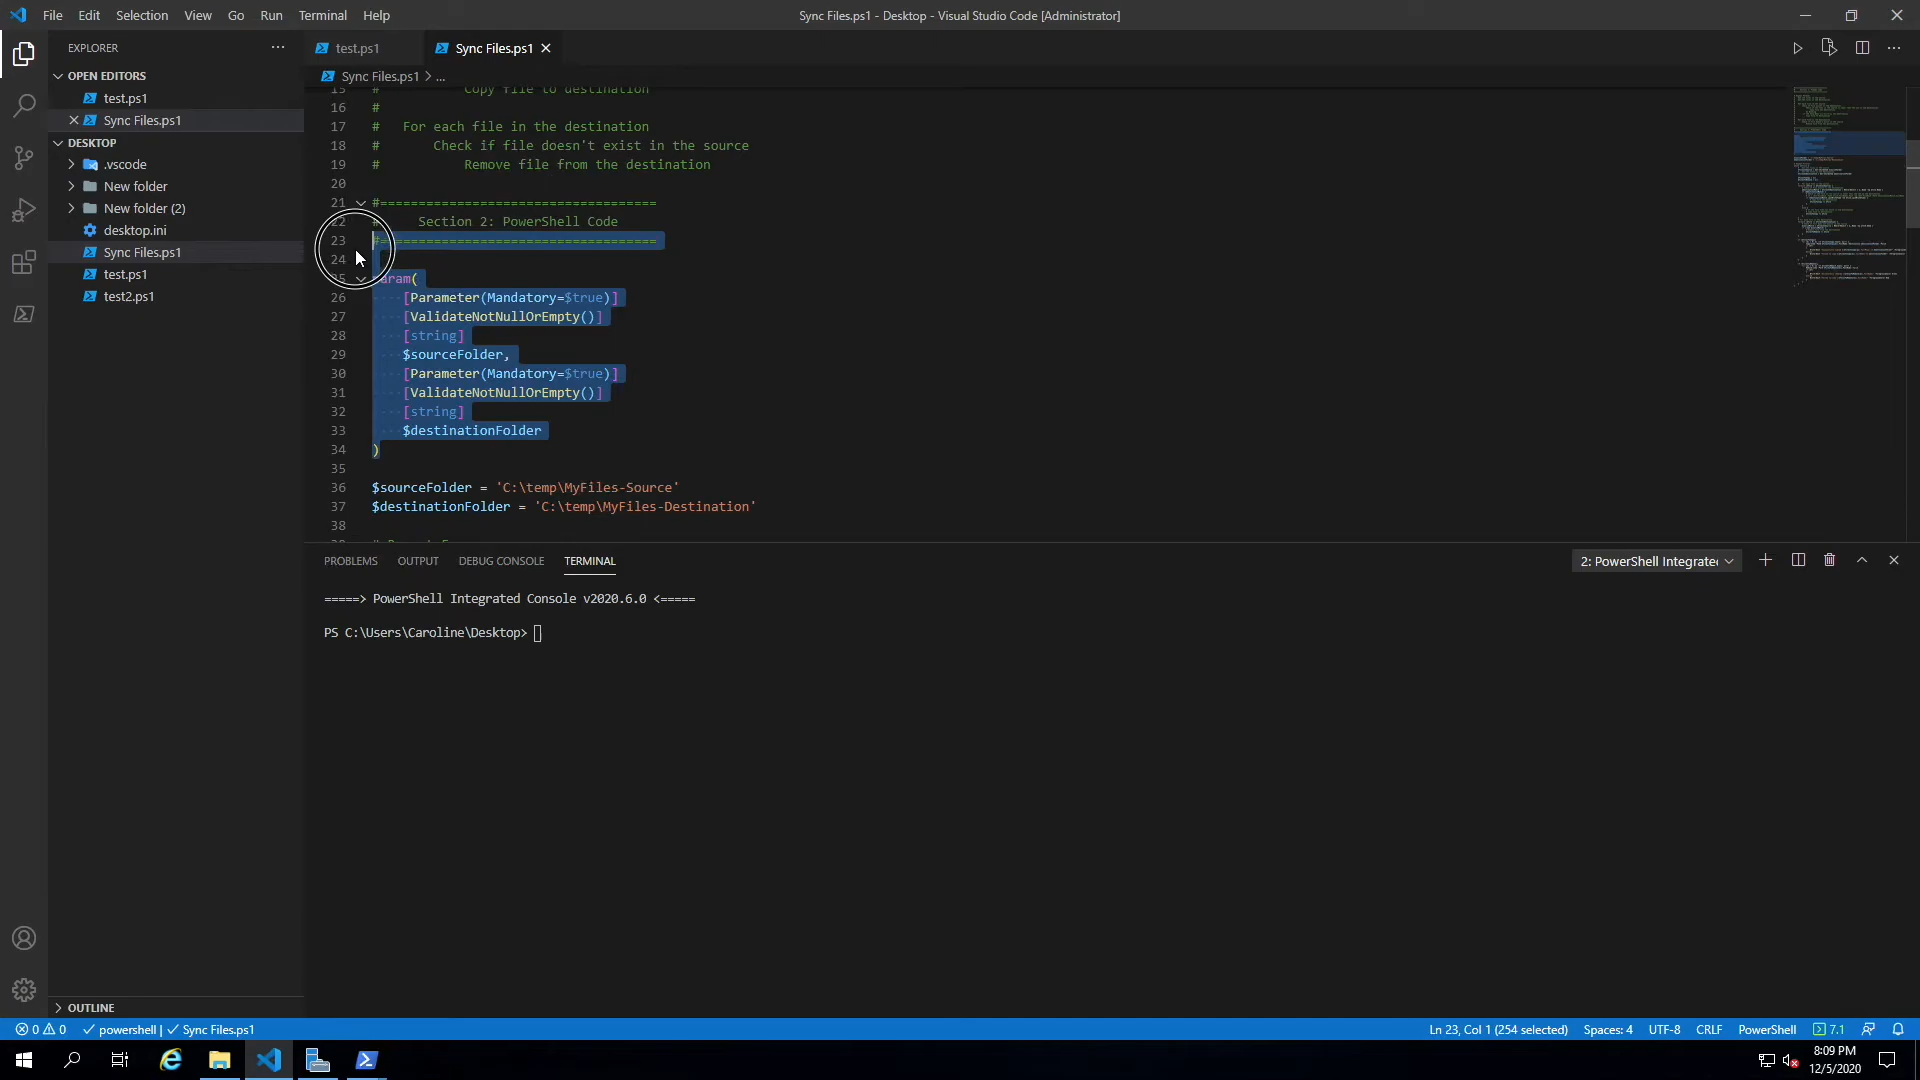 File Edit Selection View Go Run Terminal Help
Sync Files.ps1 - Desktop - Visual Studio Code [Administrator]
EXPLORER
OPEN EDITORS
test.ps1
Sync Files.ps1
DESKTOP
.vscode
New folder
New folder (2)
desktop.ini
Sync Files.ps1
test.ps1
test2.ps1
OUTLINE
test.ps1
Sync Files.ps1
Sync Files.ps1 > ...
15 # Copy file to destination
16 #
17 # For each file in the destination
18 # Check if file doesn't exist in the source
19 # Remove file from the destination
20
21 #====================================
22 # Section 2: PowerShell Code
23 #====================================
24
25 param(
26 [Parameter(Mandatory=$true)]
27 [ValidateNotNullOrEmpty()]
28 [string]
29 $sourceFolder,
30 [Parameter(Mandatory=$true)]
31 [ValidateNotNullOrEmpty()]
32 [string]
33 $destinationFolder
34 )
35
36 $sourceFolder = 'C:\temp\MyFiles-Source'
37 $destinationFolder = 'C:\temp\MyFiles-Destination'
38
PROBLEMS OUTPUT DEBUG CONSOLE TERMINAL
2: PowerShell Integrated
=====> PowerShell Integrated Console v2020.6.0 <=====
PS C:\Users\Caroline\Desktop>
0 0 powershell | Sync Files.ps1
Ln 23, Col 1 (254 selected) Spaces: 4 UTF-8 CRLF PowerShell 7.1
8:09 PM
12/5/2020